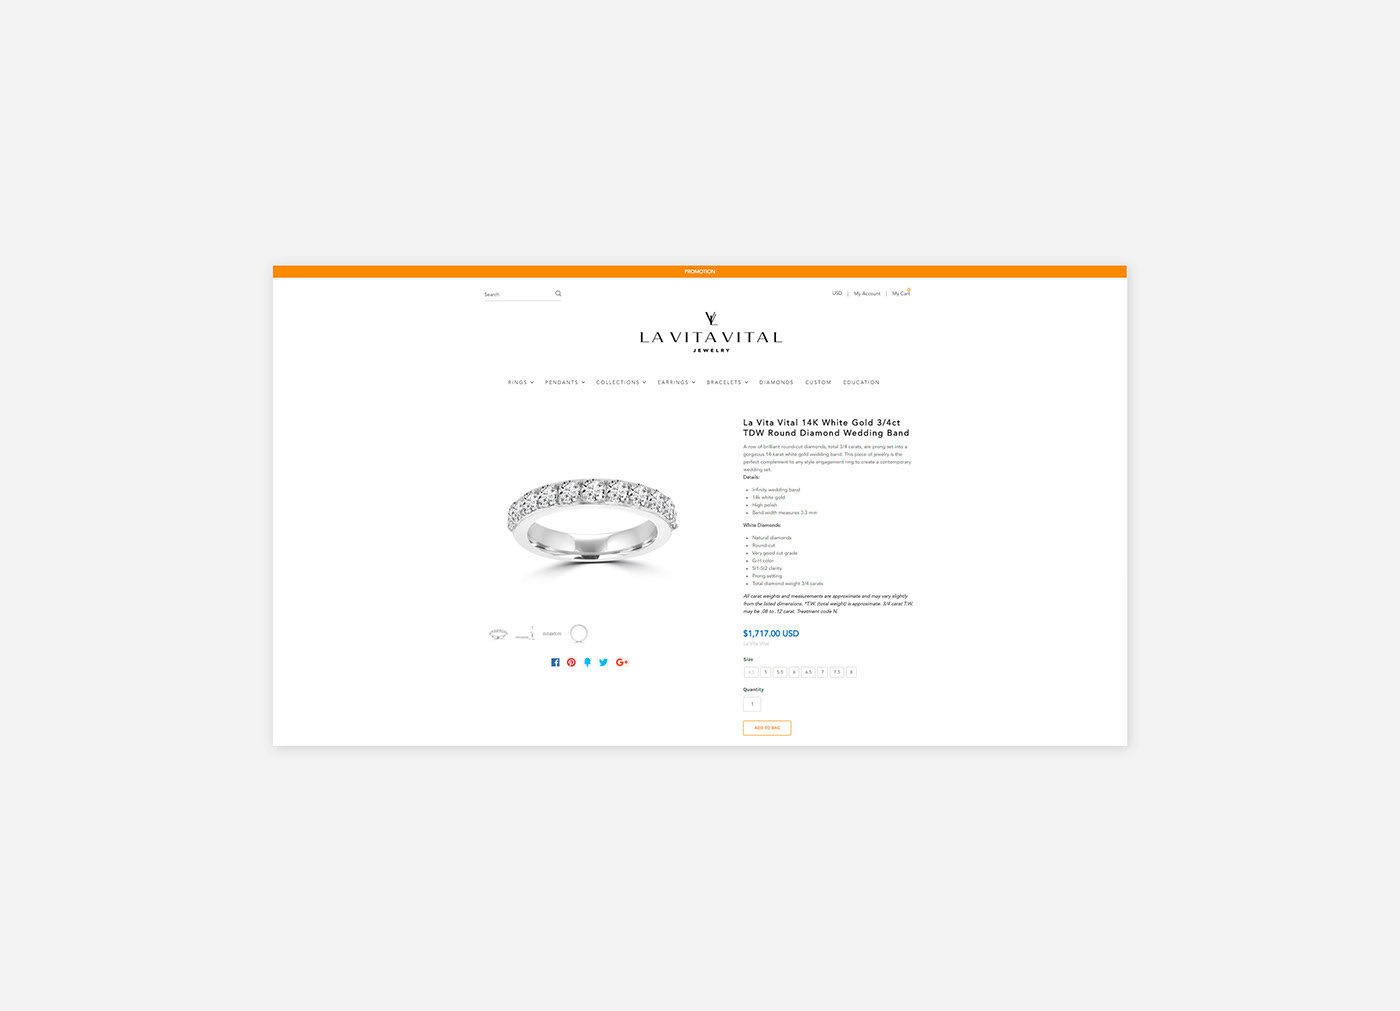 PROMOTION
Search
USD | My Account | My Cart
0
LA VITA VITAL
JEWELRY
RINGS PENDANTS COLLECTIONS EARRINGS BRACELETS DIAMONDS CUSTOM EDUCATION
La Vita Vital 14K White Gold 3/4ct
TDW Round Diamond Wedding Band
A row of brilliant round-cut diamonds, total 3/4 carats, are prong set into a
gorgeous 14-karat white gold wedding band. This piece of jewelry is the
perfect complement to any style engagement ring to create a contemporary
wedding set.
Details:
• Infinity wedding band
• 14k white gold
• High polish
• Band width measures 3.3 mm
White Diamonds:
• Natural diamonds
• Round-cut
• Very good cut grade
• G-H color
• SI1-SI2 clarity
• Prong setting
• Total diamond weight 3/4 carats
All carat weights and measurements are approximate and may vary slightly
from the listed dimensions. *T.W. (total weight) is approximate. 3/4 carat T.W.
may be .08 to .12 carat. Treatment code N.
$1,717.00 USD
La Vita Vital
Size
4.5 5 5.5 6 6.5 7 7.5 8
Quantity
1
ADD TO BAG